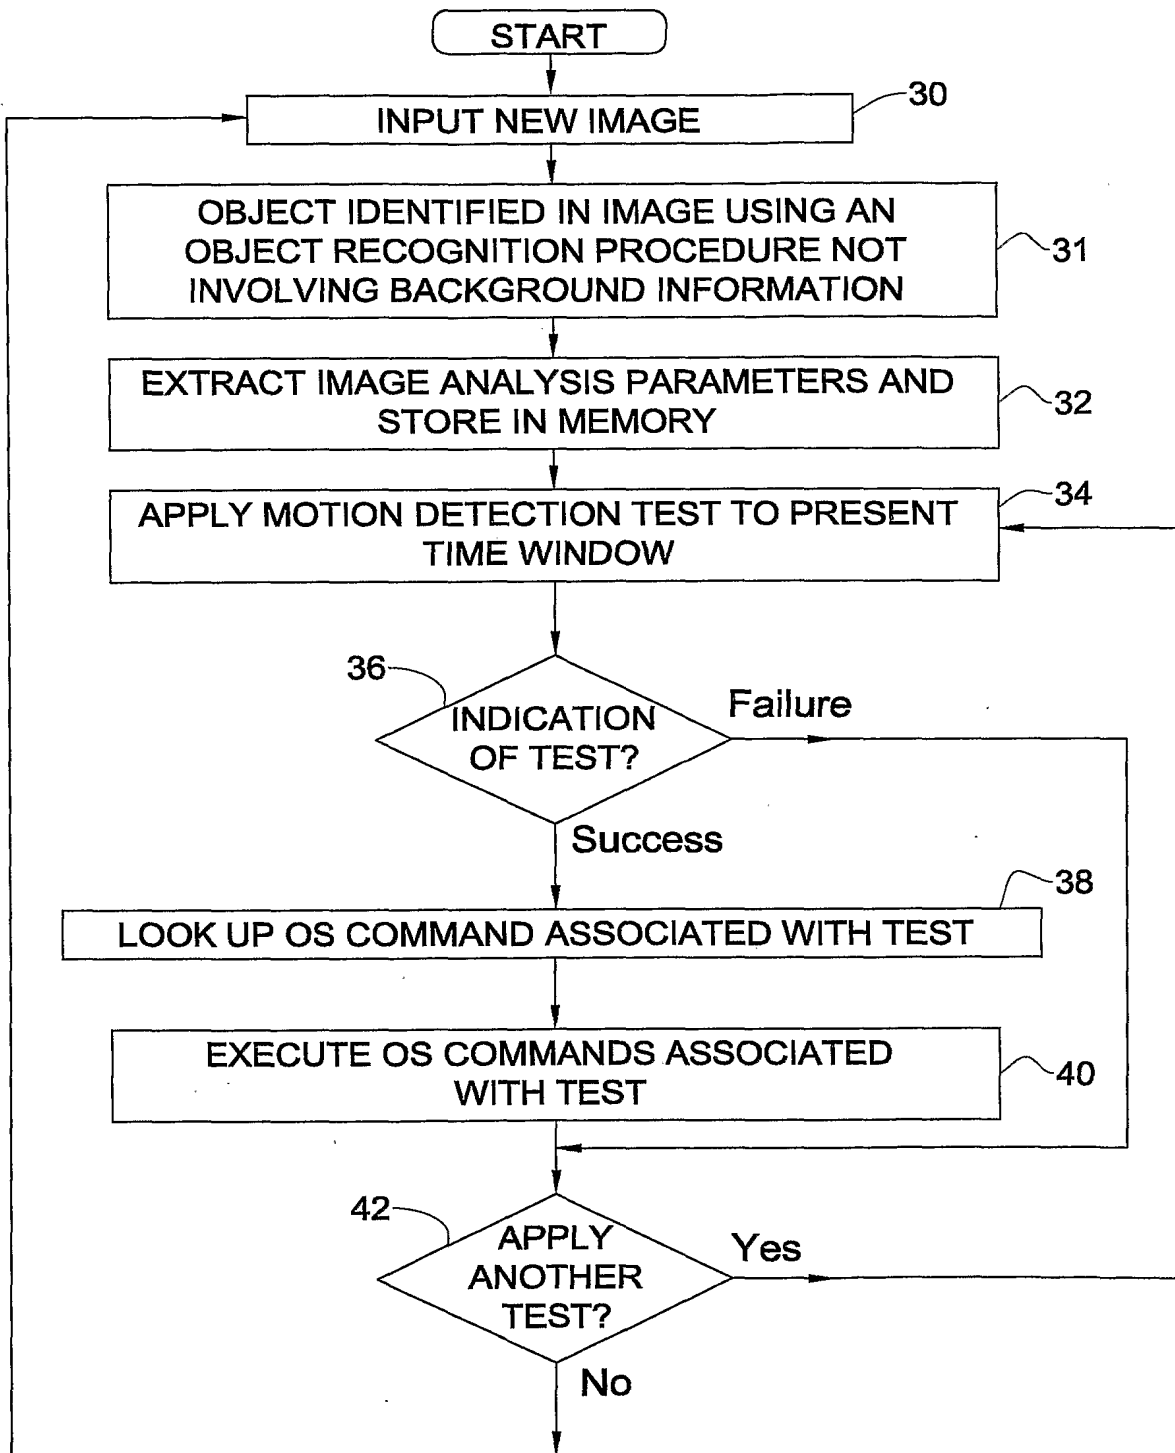 START
INPUT NEW IMAGE
30
OBJECT IDENTIFIED IN IMAGE USING AN
OBJECT RECOGNITION PROCEDURE NOT
INVOLVING BACKGROUND INFORMATION
31
EXTRACT IMAGE ANALYSIS PARAMETERS AND
STORE IN MEMORY
32
APPLY MOTION DETECTION TEST TO PRESENT
TIME WINDOW
34
36
INDICATION
OF TEST?
Failure
Success
38
LOOK UP OS COMMAND ASSOCIATED WITH TEST
EXECUTE OS COMMANDS ASSOCIATED
WITH TEST
40
42
APPLY
ANOTHER
TEST?
Yes
No